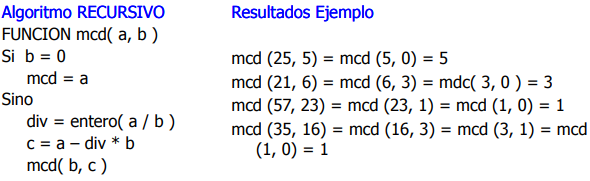 Algoritmo RECURSIVO
FUNCION mcd( a, b )
Si b = 0
mcd = a
Sino
div = entero( a / b )
c = a – div * b
mcd( b, c )
Resultados Ejemplo
mcd (25, 5) = mcd (5, 0) = 5
mcd (21, 6) = mcd (6, 3) = mdc( 3, 0 ) = 3
mcd (57, 23) = mcd (23, 1) = mcd (1, 0) = 1
mcd (35, 16) = mcd (16, 3) = mcd (3, 1) = mcd
(1, 0) = 1